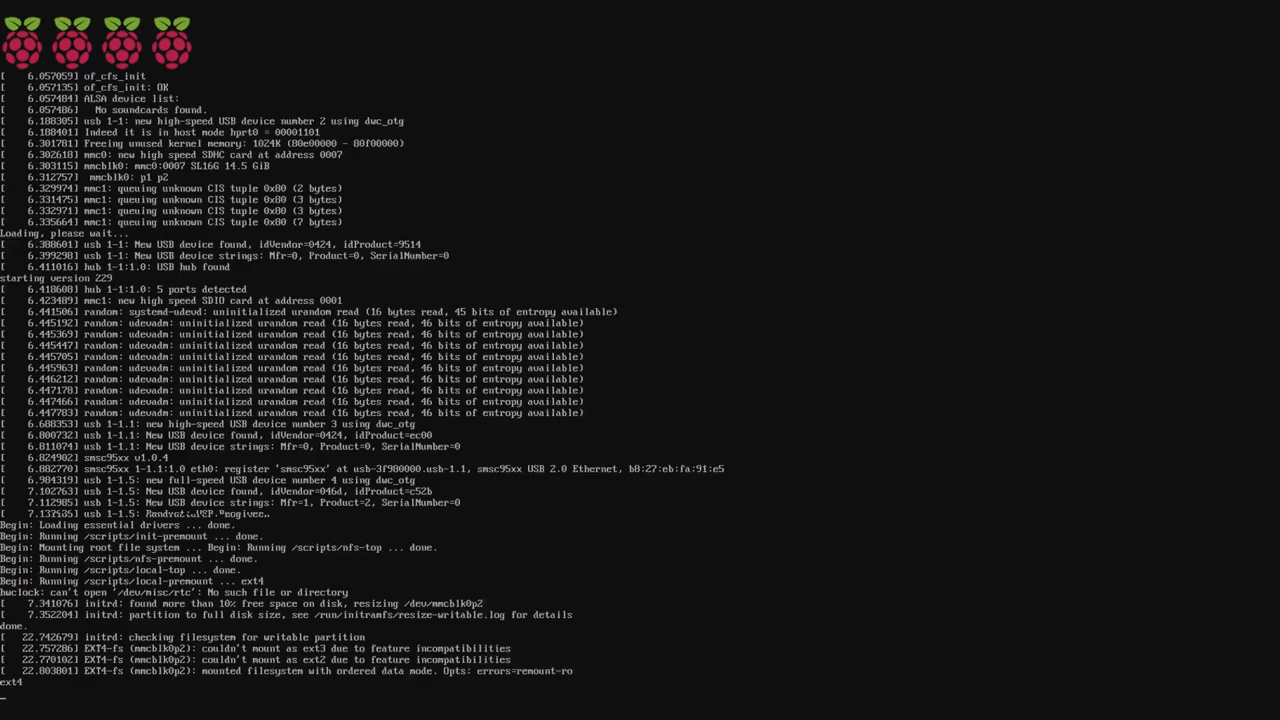 [    6.057059] of_cfs_init
[    6.057135] of_cfs_init: OK
[    6.057484] ALSA device list:
[    6.057486]   No soundcards found.
[    6.188305] usb 1-1: new high-speed USB device number 2 using dwc_otg
[    6.188401] Indeed it is in host mode hprt0 = 00001101
[    6.301781] Freeing unused kernel memory: 1024K (80e00000 - 80f00000)
[    6.302618] mmc0: new high speed SDHC card at address 0007
[    6.303115] mmcblk0: mmc0:0007 SL16G 14.5 GiB
[    6.312757]  mmcblk0: p1 p2
[    6.329974] mmc1: queuing unknown CIS tuple 0x80 (2 bytes)
[    6.331475] mmc1: queuing unknown CIS tuple 0x80 (3 bytes)
[    6.332971] mmc1: queuing unknown CIS tuple 0x80 (3 bytes)
[    6.335664] mmc1: queuing unknown CIS tuple 0x80 (7 bytes)
Loading, please wait...
[    6.388601] usb 1-1: New USB device found, idVendor=0424, idProduct=9514
[    6.399298] usb 1-1: New USB device strings: Mfr=0, Product=0, SerialNumber=0
[    6.411016] hub 1-1:1.0: USB hub found
starting version 229
[    6.418608] hub 1-1:1.0: 5 ports detected
[    6.423489] mmc1: new high speed SDIO card at address 0001
[    6.441506] random: systemd-udevd: uninitialized urandom read (16 bytes read, 45 bits of entropy available)
[    6.445192] random: udevadm: uninitialized urandom read (16 bytes read, 46 bits of entropy available)
[    6.445369] random: udevadm: uninitialized urandom read (16 bytes read, 46 bits of entropy available)
[    6.445447] random: udevadm: uninitialized urandom read (16 bytes read, 46 bits of entropy available)
[    6.445705] random: udevadm: uninitialized urandom read (16 bytes read, 46 bits of entropy available)
[    6.445963] random: udevadm: uninitialized urandom read (16 bytes read, 46 bits of entropy available)
[    6.446212] random: udevadm: uninitialized urandom read (16 bytes read, 46 bits of entropy available)
[    6.447178] random: udevadm: uninitialized urandom read (16 bytes read, 46 bits of entropy available)
[    6.447466] random: udevadm: uninitialized urandom read (16 bytes read, 46 bits of entropy available)
[    6.447783] random: udevadm: uninitialized urandom read (16 bytes read, 46 bits of entropy available)
[    6.688353] usb 1-1.1: new high-speed USB device number 3 using dwc_otg
[    6.800732] usb 1-1.1: New USB device found, idVendor=0424, idProduct=ec00
[    6.811074] usb 1-1.1: New USB device strings: Mfr=0, Product=0, SerialNumber=0
[    6.824902] smsc95xx v1.0.4
[    6.882770] smsc95xx 1-1.1:1.0 eth0: register 'smsc95xx' at usb-3f980000.usb-1.1, smsc95xx USB 2.0 Ethernet, b8:27:eb:fa:91:e5
[    6.984319] usb 1-1.5: new full-speed USB device number 4 using dwc_otg
[    7.102763] usb 1-1.5: New USB device found, idVendor=046d, idProduct=c52b
[    7.112985] usb 1-1.5: New USB device strings: Mfr=1, Product=2, SerialNumber=0
[ usb 1-1.5:
Begin: Loading essential drivers ... done.
Begin: Running /scripts/init-premount ... done.
Begin: Mounting root file system ... Begin: Running /scripts/nfs-top ... done.
Begin: Running /scripts/nfs-premount ... done.
Begin: Running /scripts/local-top ... done.
Begin: Running /scripts/local-premount ... ext4
hwclock: can't open '/dev/misc/rtc': No such file or directory
[    7.341076] initrd: found more than 10% free space on disk, resizing /dev/mmcblk0p2
[    7.352204] initrd: partition to full disk size, see /run/initramfs/resize-writable.log for details
done.
[   22.742679] initrd: checking filesystem for writable partition
[   22.757286] EXT4-fs (mmcblk0p2): couldn't mount as ext3 due to feature incompatibilities
[   22.770102] EXT4-fs (mmcblk0p2): couldn't mount as ext2 due to feature incompatibilities
[   22.803801] EXT4-fs (mmcblk0p2): mounted filesystem with ordered data mode. Opts: errors=remount-ro
ext4
_